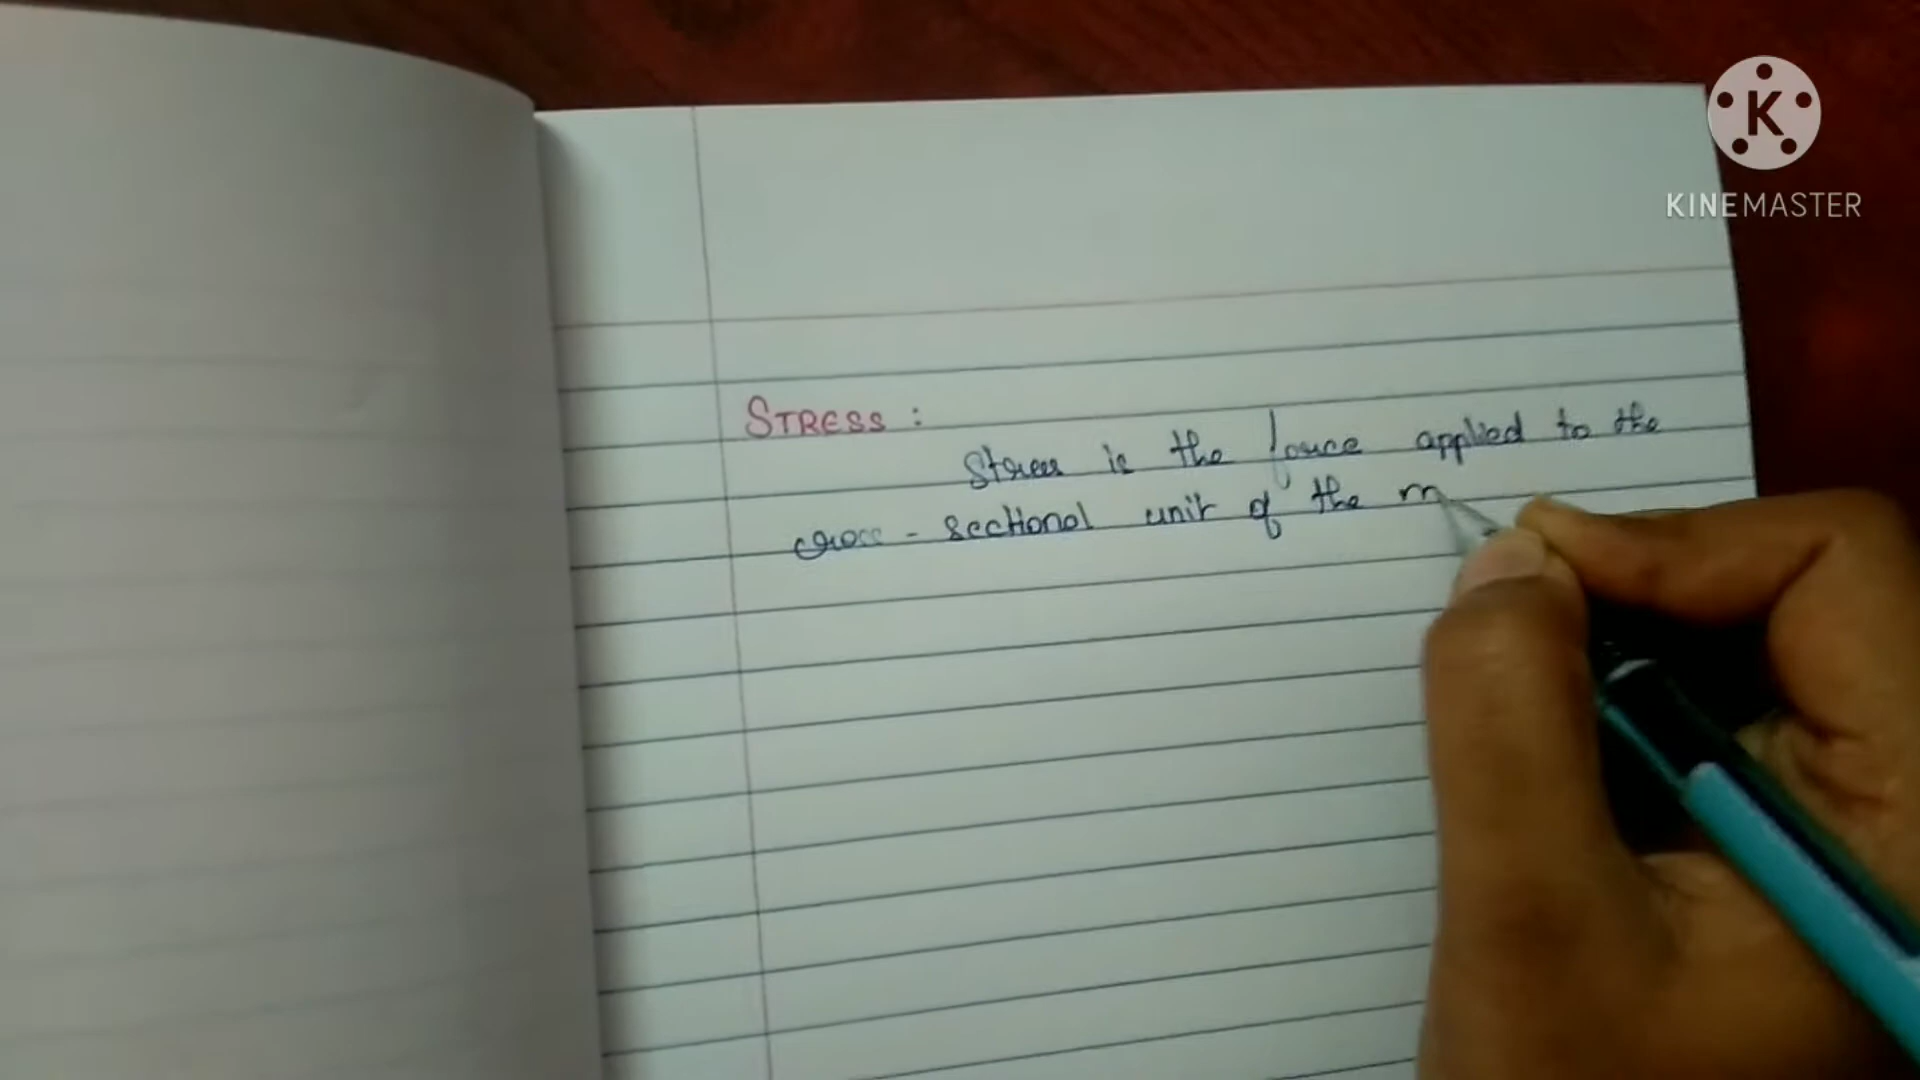 K
KINEMASTER
STRESS :
Stress is the force applied to the
cross - sectional unit of the m